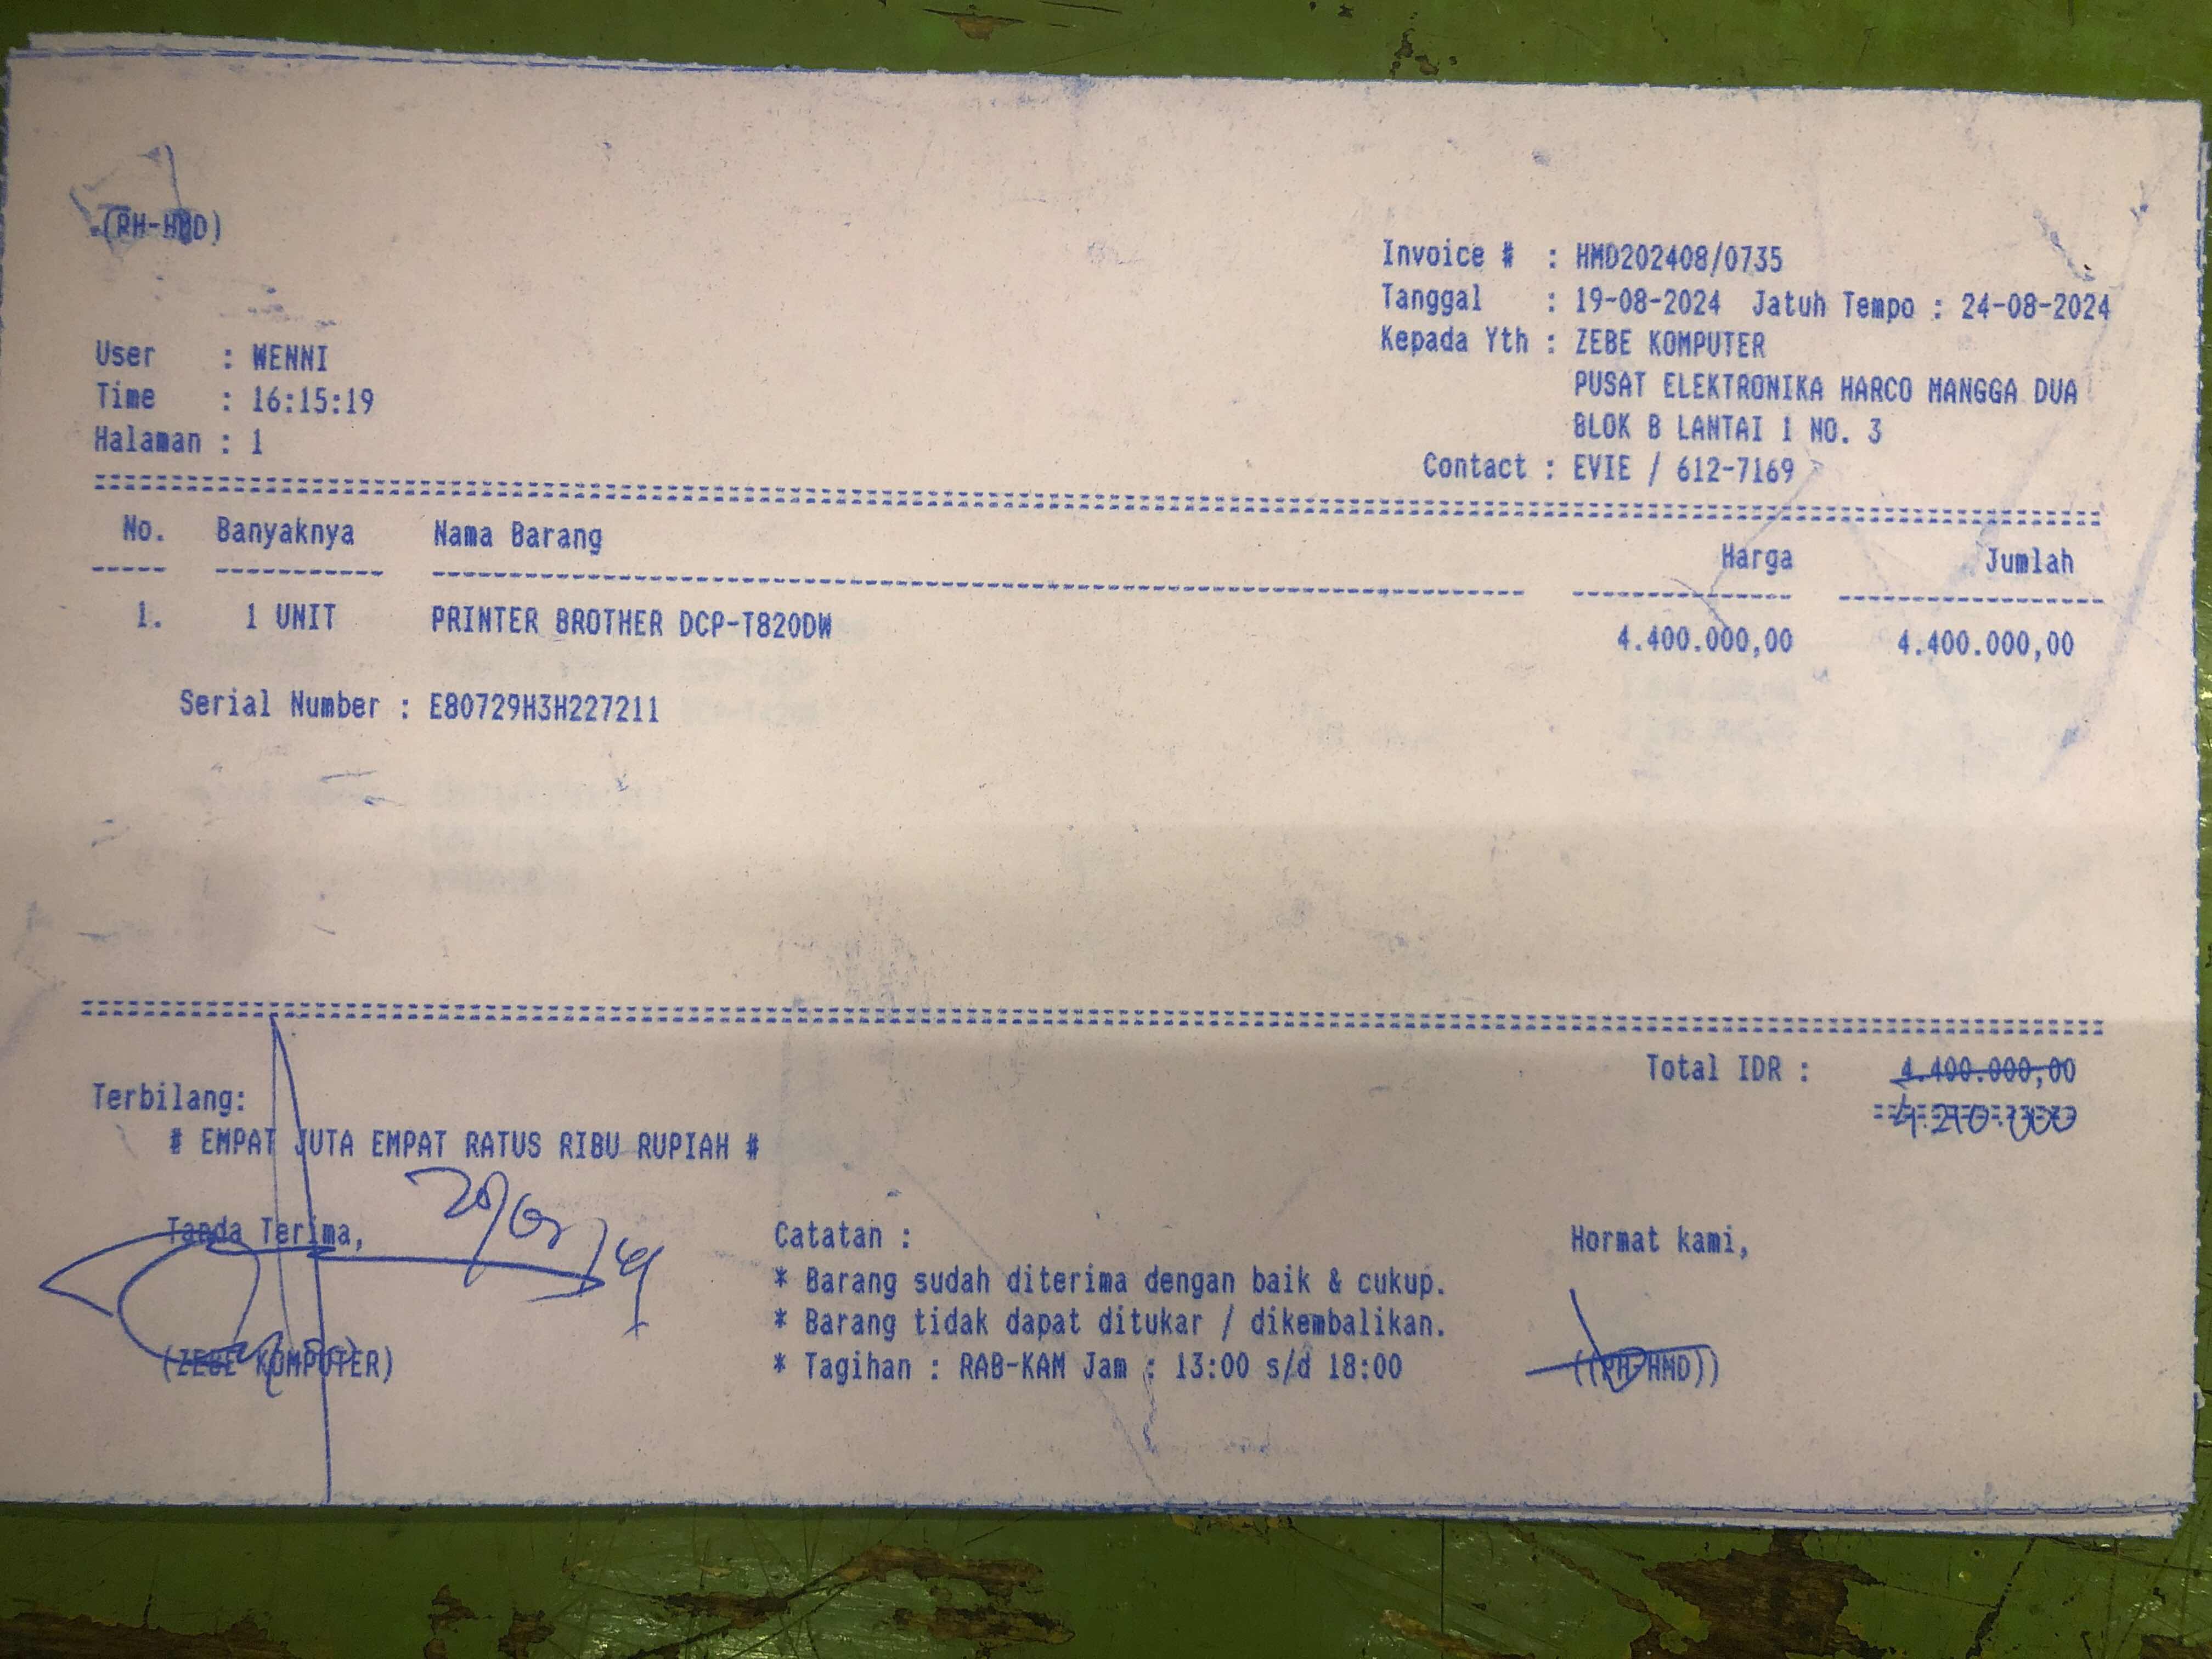 (RH-HMD)
Invoice # : HMD202408/0735
Tanggal : 19-08-2024 Jatuh Tempo : 24-08-2024
Kepada Yth : ZEBE KOMPUTER
PUSAT ELEKTRONIKA HARCO MANGGA DUA
BLOK B LANTAI 1 NO. 3
Contact : EVIE / 612-7169
User : WENNI
Time : 16:15:19
Halaman : 1
No. Banyaknya Nama Barang Harga Jumlah
1. 1 UNIT PRINTER BROTHER DCP-T820DW 4.400.000,00 4.400.000,00
Serial Number : E80729H3H227211
Total IDR : 4.400.000,00
Terbilang:
# EMPAT JUTA EMPAT RATUS RIBU RUPIAH #
Tanda Terima,
(ZEBE KOMPUTER)
Catatan :
* Barang sudah diterima dengan baik & cukup.
* Barang tidak dapat ditukar / dikembalikan.
* Tagihan : RAB-KAM Jam : 13:00 s/d 18:00
Hormat kami,
((RH-HMD))